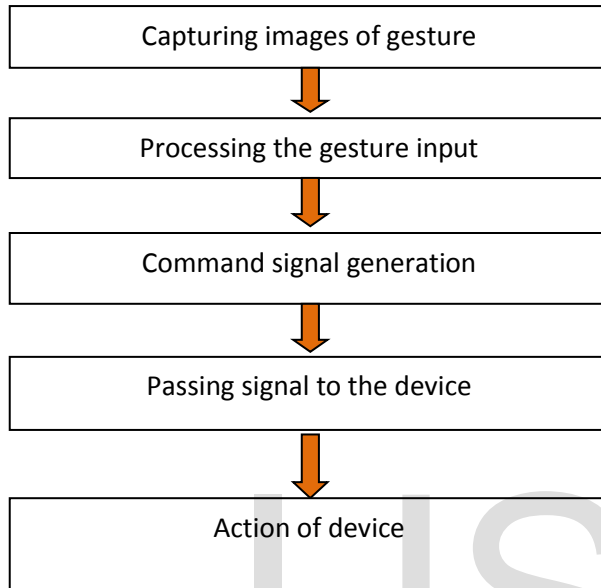 Capturing images of gesture
Processing the gesture input
Command signal generation
Passing signal to the device
Action of device